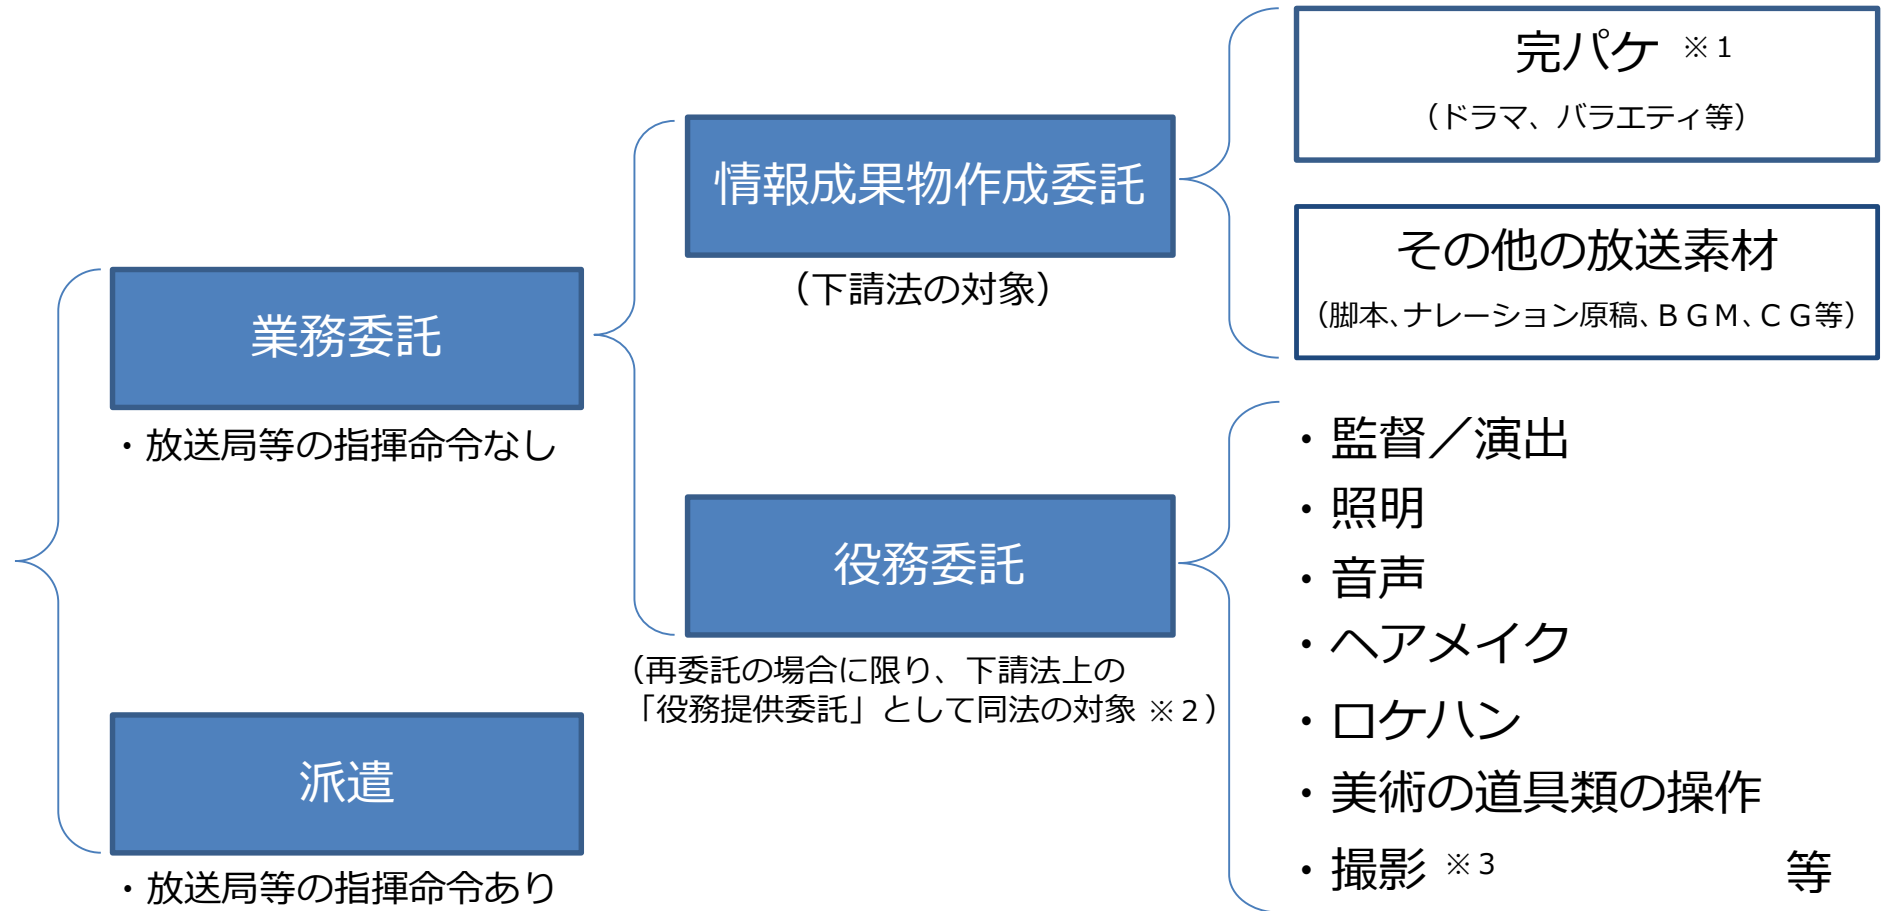 業務委託
・放送局等の指揮命令なし
派遣
・放送局等の指揮命令あり
情報成果物作成委託
（下請法の対象）
役務委託
（再委託の場合に限り、下請法上の
「役務提供委託」として同法の対象 ※２）
完パケ ※１
（ドラマ、バラエティ等）
その他の放送素材
（脚本、ナレーション原稿、ＢＧＭ、ＣＧ等）
・監督／演出
・照明
・音声
・ヘアメイク
・ロケハン
・美術の道具類の操作
・撮影 ※３ 等